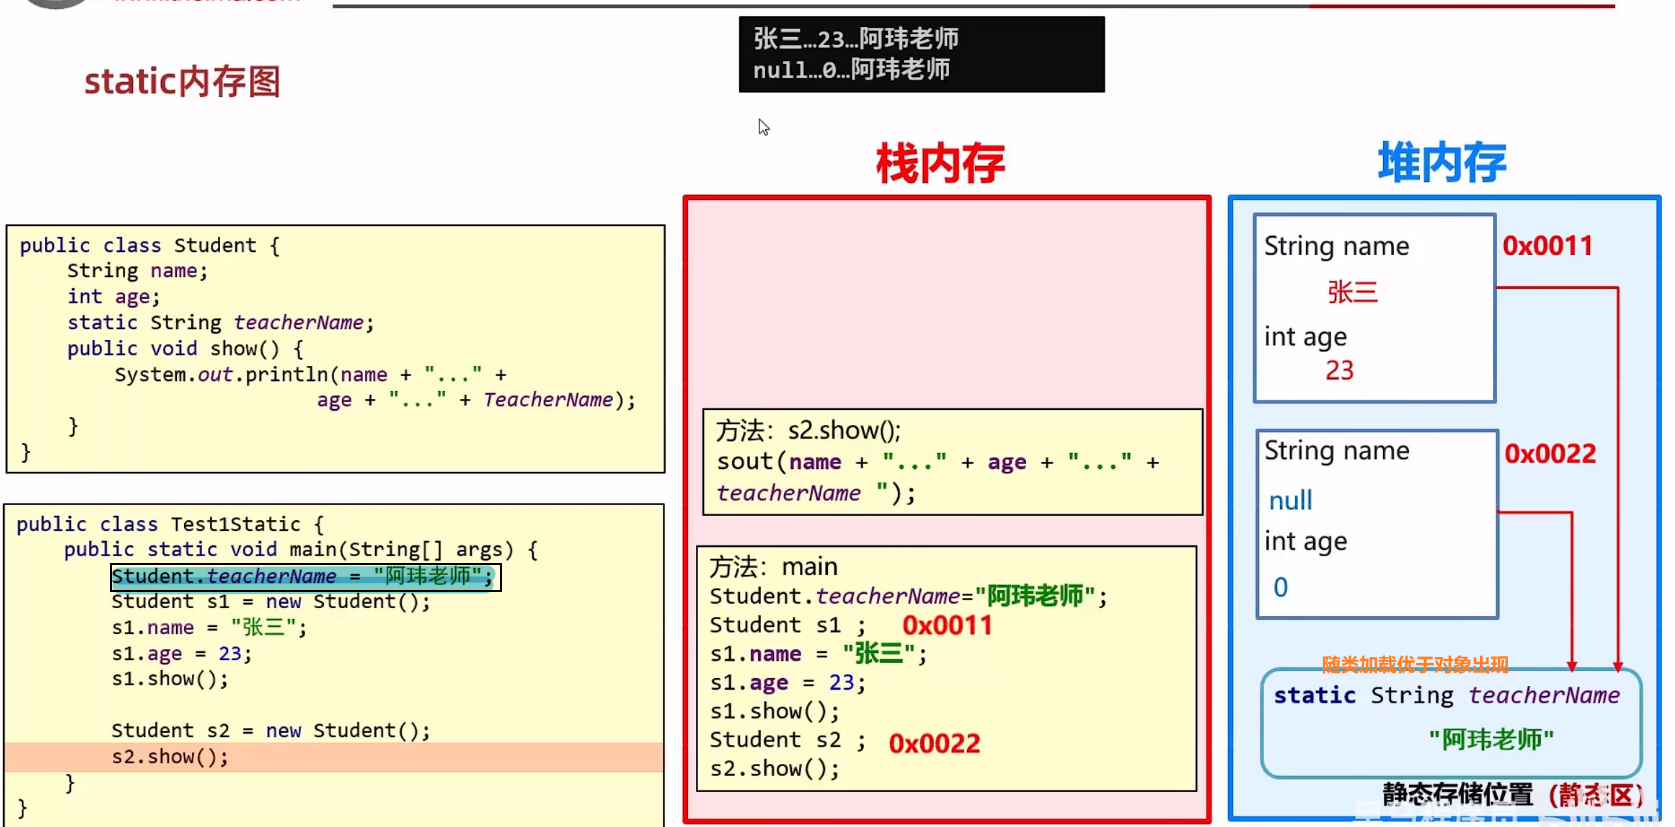 张三…23…阿玮老师
null…0…阿玮老师
static内存图
public class Student {
String name;
int age;
static String teacherName;
public void show() {
System.out.println(name + "..." +
age + "..." + TeacherName);
}
}
public class Test1Static {
public static void main(String[] args) {
Student.teacherName = "阿玮老师";
Student s1 = new Student();
s1.name = "张三";
s1.age = 23;
s1.show();
Student s2 = new Student();
s2.show();
}
}
栈内存
方法：s2.show();
sout(name + "..." + age + "..." +
teacherName ");
方法：main
Student.teacherName="阿玮老师";
Student s1 ; 0x0011
s1.name = "张三";
s1.age = 23;
s1.show();
Student s2 ; 0x0022
s2.show();
堆内存
String name 0x0011
张三
int age
23
String name 0x0022
null
int age
0
随类加载优于对象出现
static String teacherName
"阿玮老师"
静态存储位置（静态区）